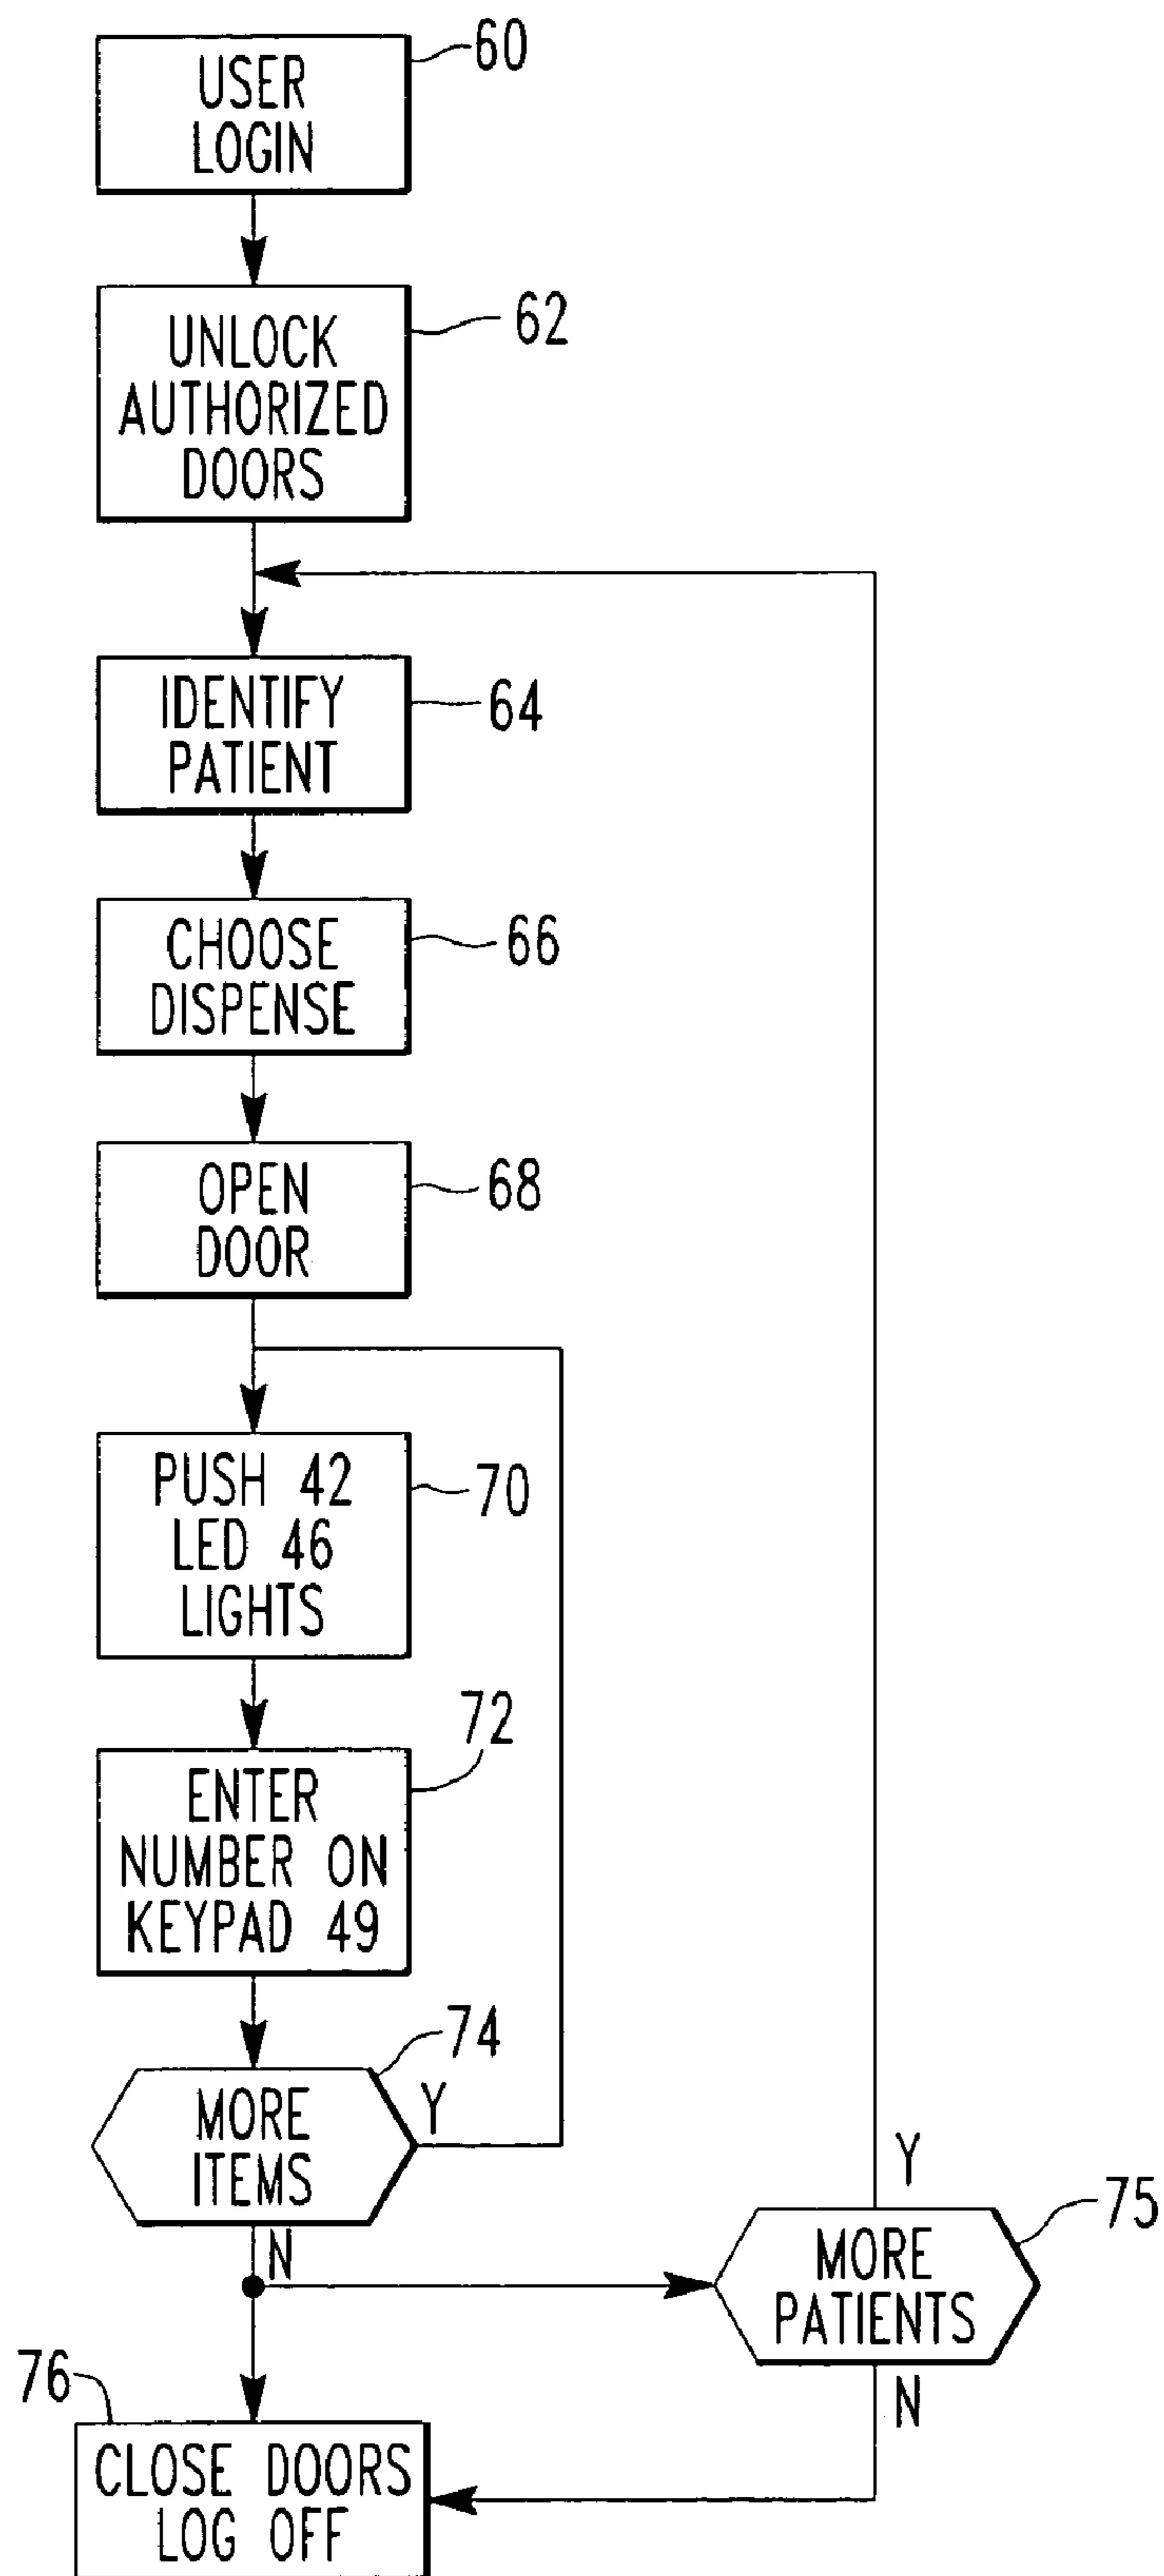 60
USER
LOGIN
62
UNLOCK
AUTHORIZED
DOORS
64
IDENTIFY
PATIENT
66
CHOOSE
DISPENSE
68
OPEN
DOOR
70
PUSH 42
LED 46
LIGHTS
72
ENTER
NUMBER ON
KEYPAD 49
74
MORE
ITEMS
Y
N
75
MORE
PATIENTS
Y
N
76
CLOSE DOORS
LOG OFF